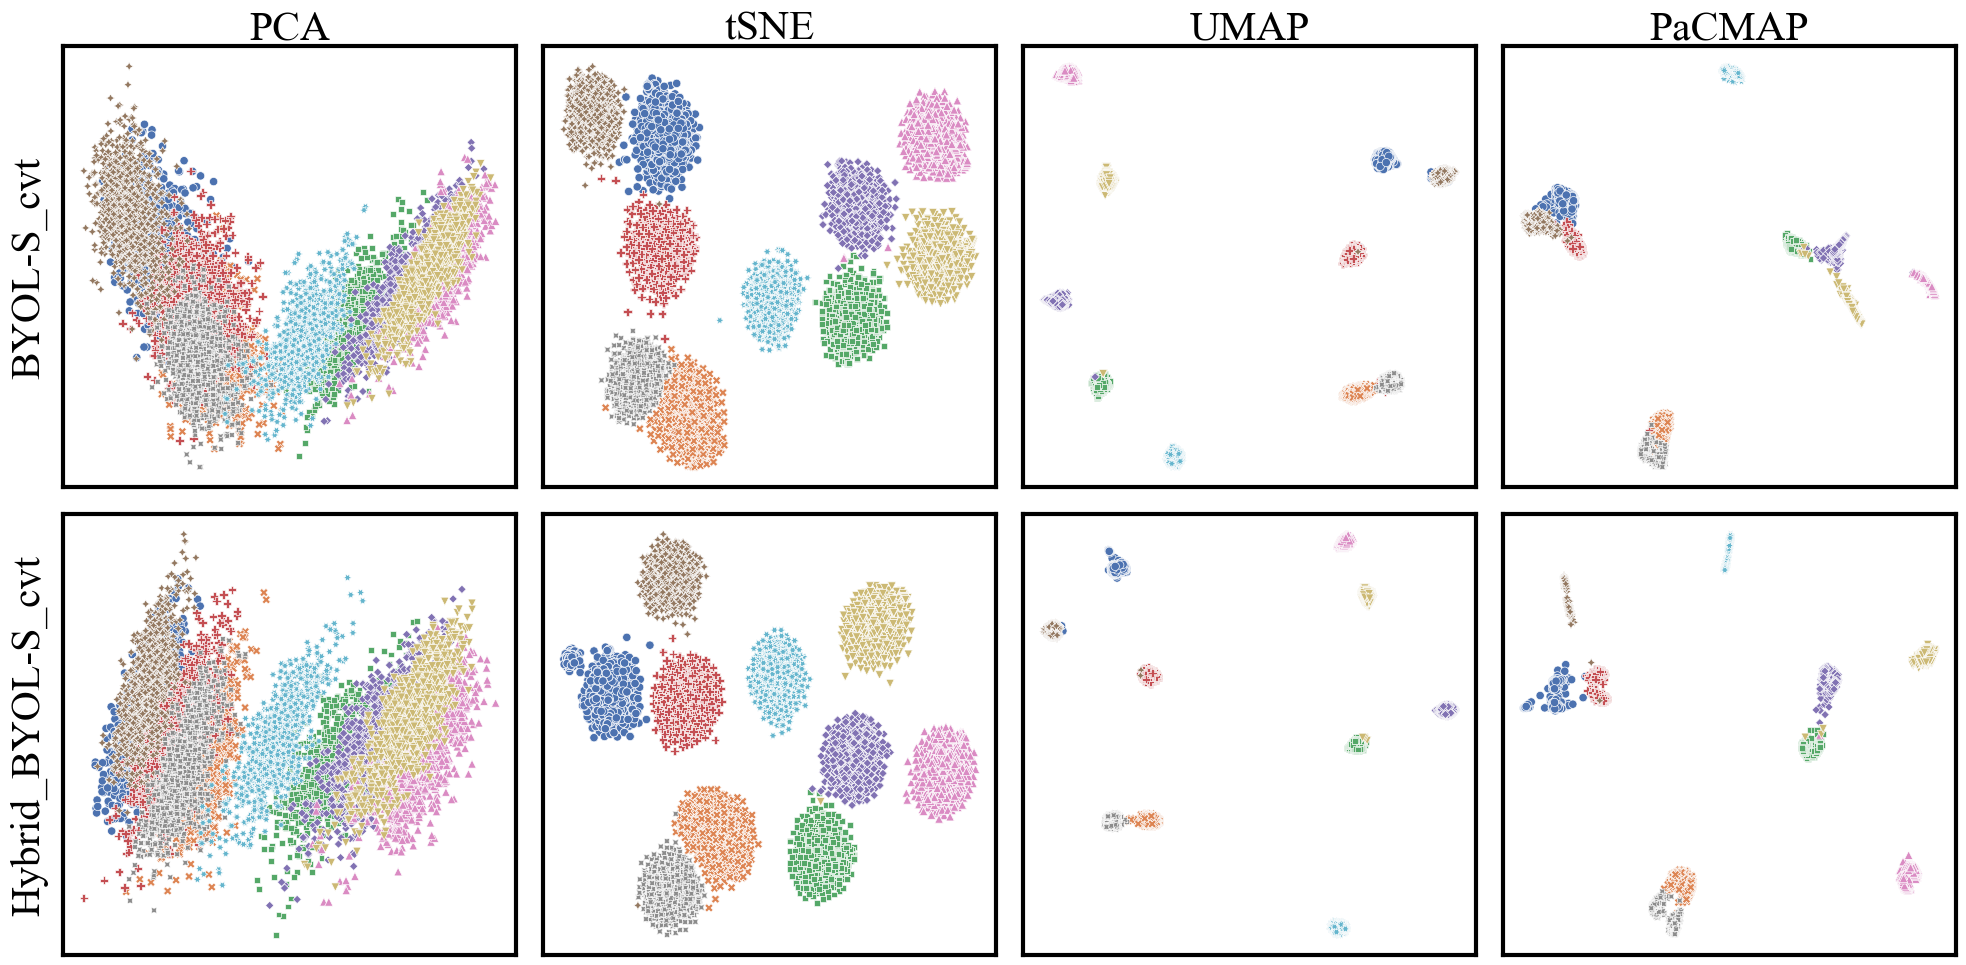 PCA
tSNE
UMAP
PaCMAP
BYOL-S_cvt
Hybrid_BYOL-S_cvt